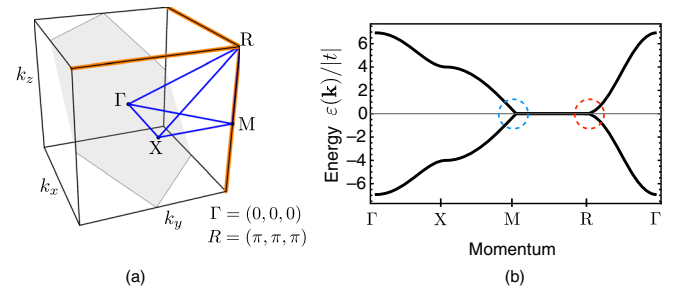 R
k_z
Γ
M
X
k_x
k_y
Γ = (0, 0, 0)
R = (π, π, π)
(a)
Energy ε(k)/|t|
6
4
2
0
−2
−4
−6
Γ X M R Γ
Momentum
(b)